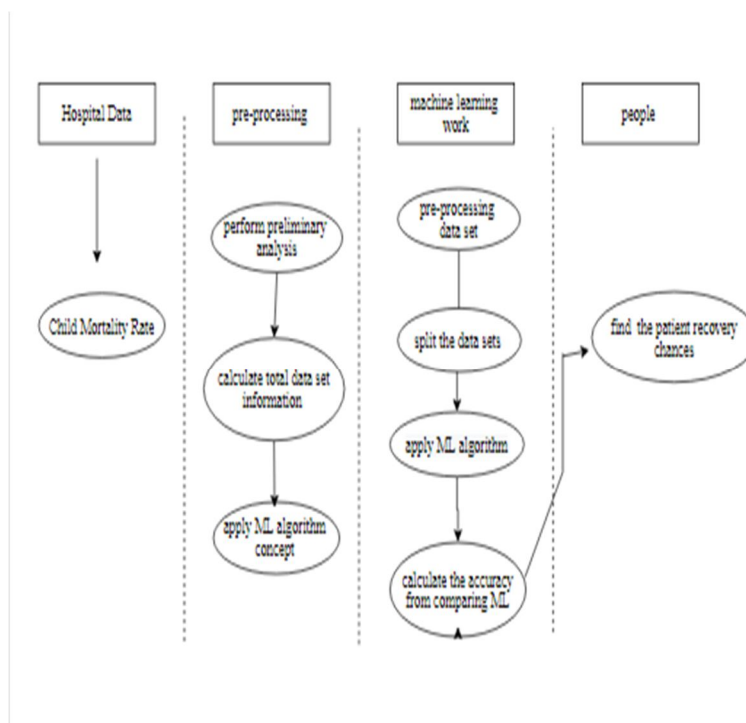 Hospital Data
pre-processing
machine learning
work
people
perform preliminary
analysis
pre-processing
data set
Child Mortality Rate
split the data sets
find the patient recovery
chances
calculate total data set
information
apply ML algorithm
apply ML algorithm
concept
calculate the accuracy
from comparing ML